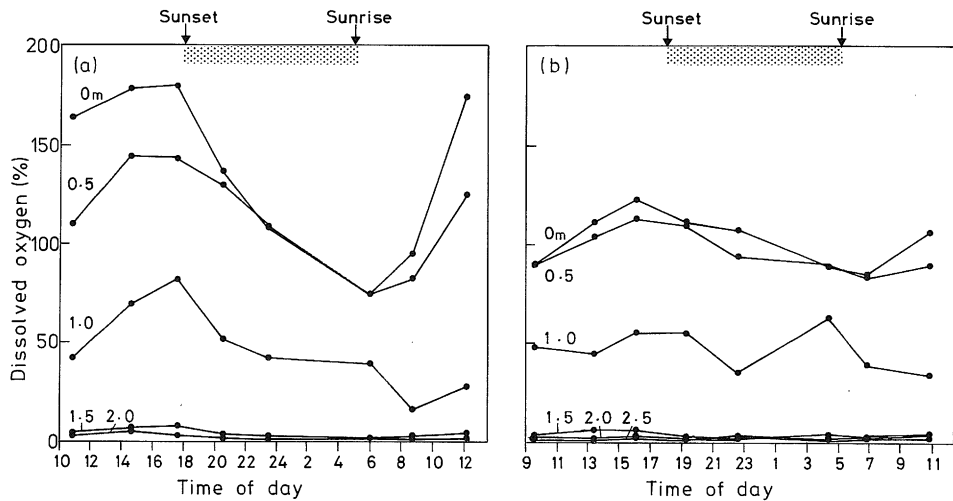 Sunset Sunrise Sunset Sunrise
200
(a) (b)
0m
150
0·5
0m
100
0·5
1·0
50
1·0
1·5 2·0 1·5 2·0 2·5
0
Dissolved oxygen (%)
10 12 14 16 18 20 22 24 2 4 6 8 10 12 9 11 13 15 17 19 21 23 1 3 5 7 9 11
Time of day Time of day